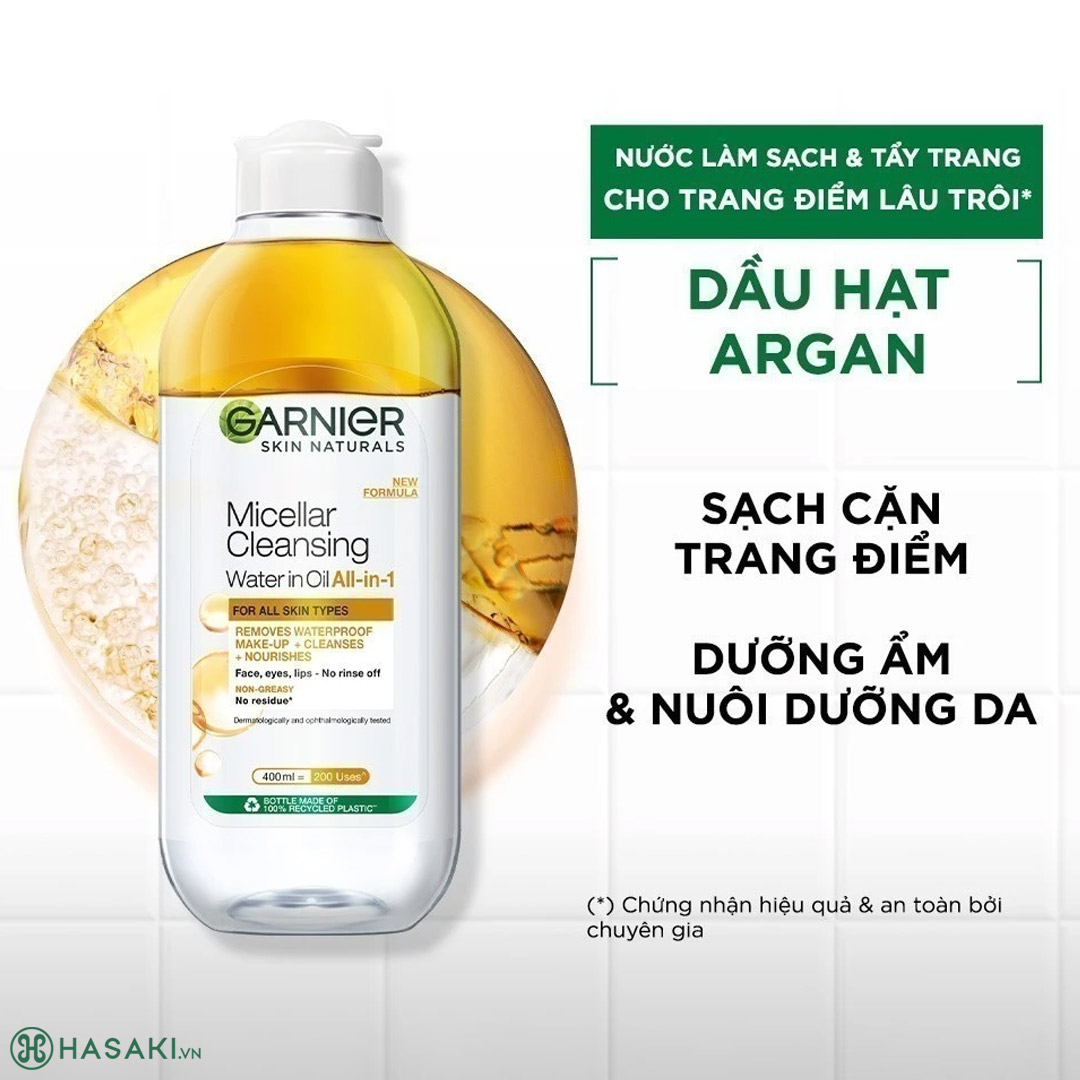 GARNIER
SKIN NATURALS
NEW
FORMULA
Micellar
Cleansing
Water in Oil All-in-1
FOR ALL SKIN TYPES
REMOVES WATERPROOF
MAKE-UP + CLEANSES
+ NOURISHES
Face, eyes, lips - No rinse off
NON-GREASY
No residue*
Dermatologically and ophthalmologically tested
400ml = 200 Uses^
BOTTLE MADE OF
100% RECYCLED PLASTIC**
NƯỚC LÀM SẠCH & TẨY TRANG
CHO TRANG ĐIỂM LÂU TRÔI*
DẦU HẠT
ARGAN
SẠCH CẶN
TRANG ĐIỂM
DƯỠNG ẨM
& NUÔI DƯỠNG DA
(*) Chứng nhận hiệu quả & an toàn bởi
chuyên gia
HASAKI.VN